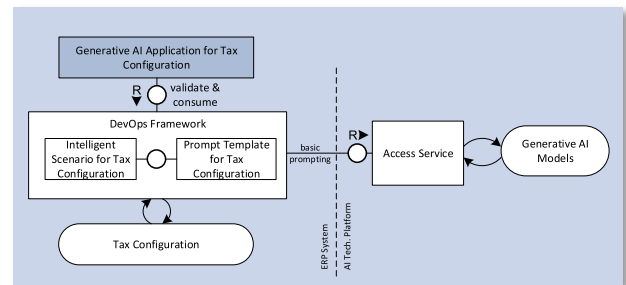 Generative AI Application for Tax
Configuration
R
validate &
consume
DevOps Framework
Intelligent
Scenario for Tax
Configuration
Prompt Template
for Tax
Configuration
basic
prompting
R
Access Service
Generative AI
Models
Tax Configuration
ERP System
AI Tech. Platform